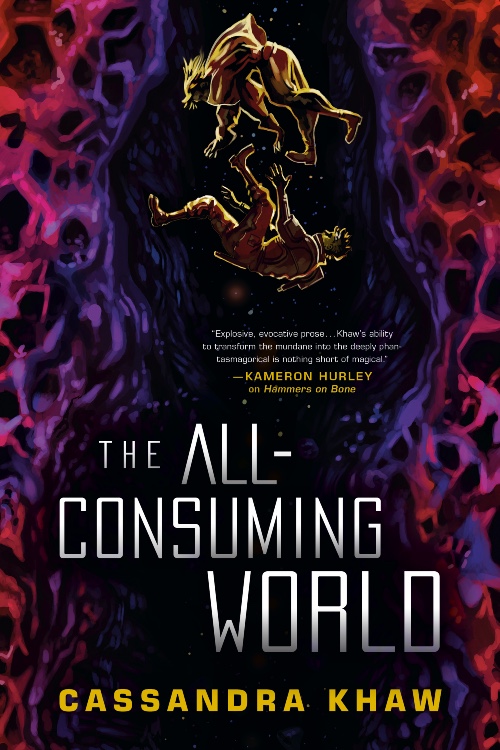 “Explosive, evocative prose...Khaw’s ability
to transform the mundane into the deeply phan-
tasmagorical is nothing short of magical.”
—KAMERON HURLEY
on Hammers on Bone
THE ALL-
CONSUMING
WORLD
CASSANDRA KHAW